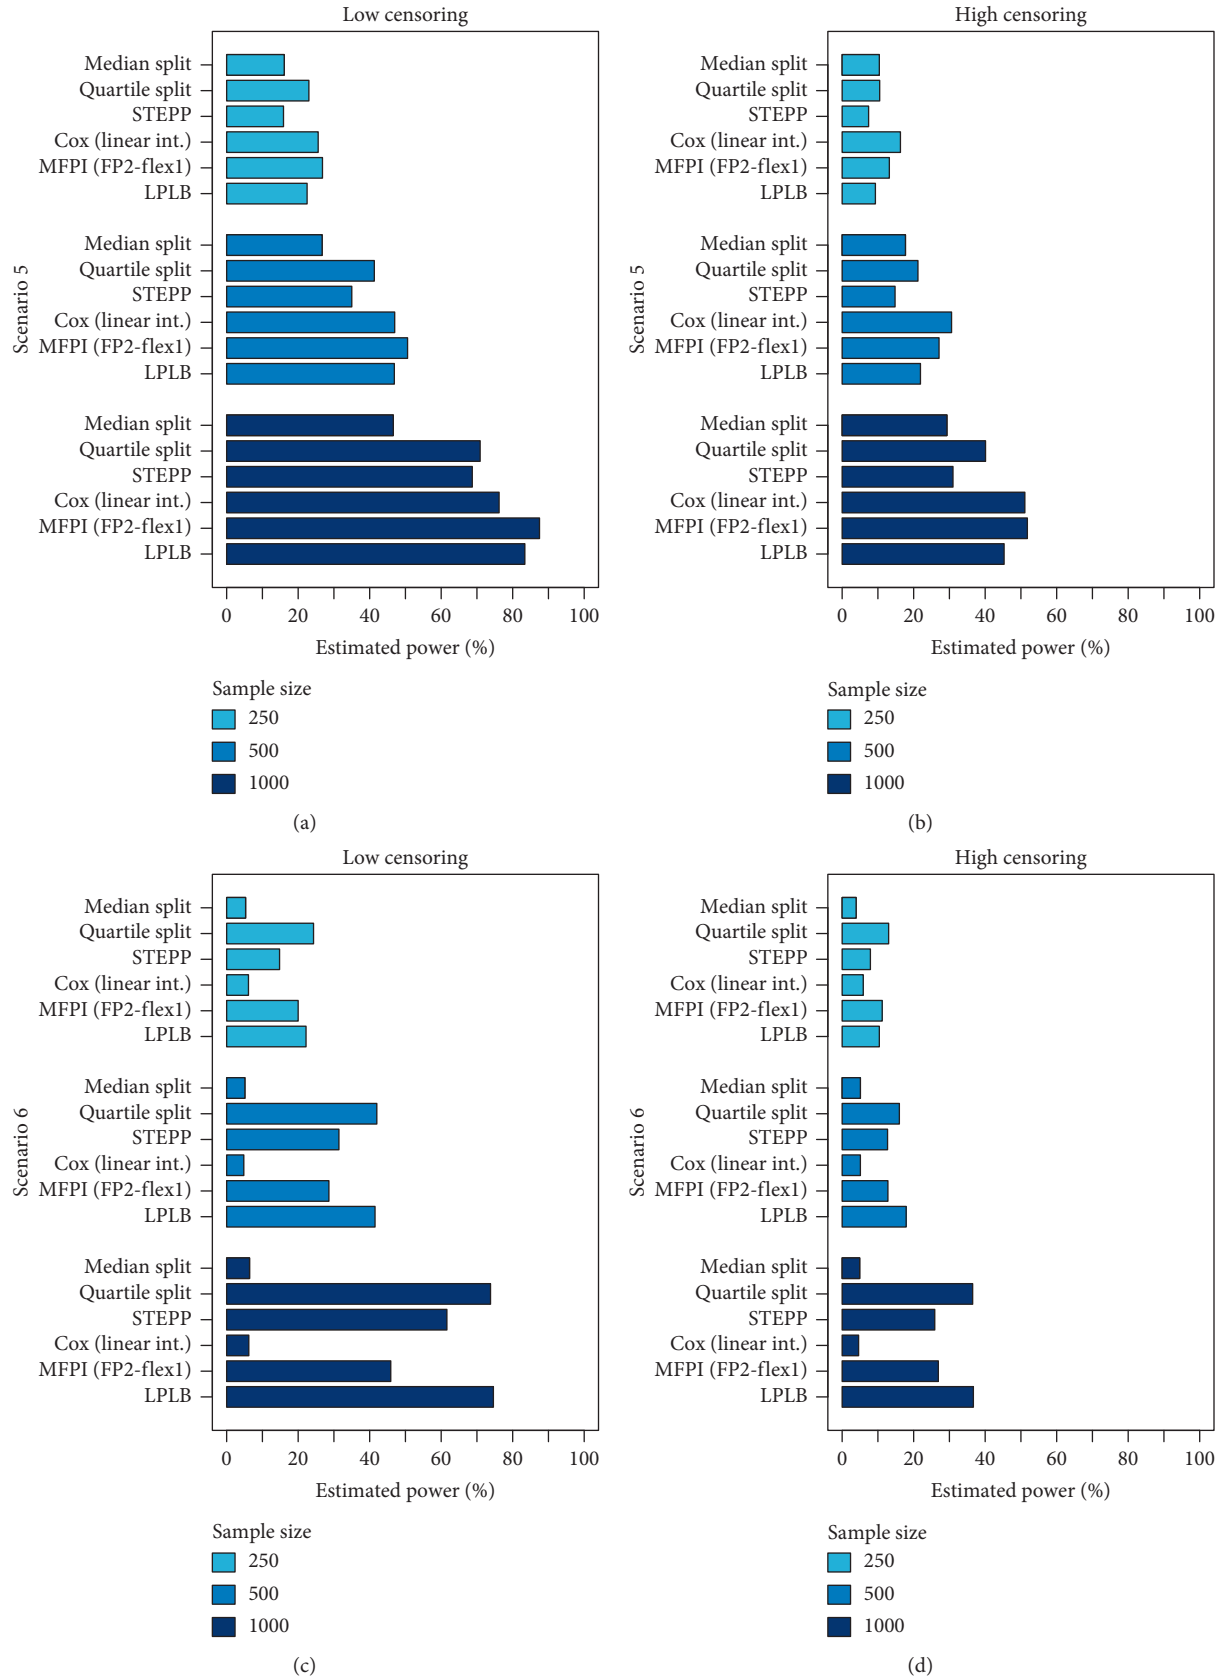 Low censoring
Scenario 5
Median split
Quartile split
STEPP
Cox (linear int.)
MFPI (FP2-flex1)
LPLB
Median split
Quartile split
STEPP
Cox (linear int.)
MFPI (FP2-flex1)
LPLB
Median split
Quartile split
STEPP
Cox (linear int.)
MFPI (FP2-flex1)
LPLB
0 20 40 60 80 100
Estimated power (%)
Sample size
250
500
1000
(a)
High censoring
Scenario 5
Median split
Quartile split
STEPP
Cox (linear int.)
MFPI (FP2-flex1)
LPLB
Median split
Quartile split
STEPP
Cox (linear int.)
MFPI (FP2-flex1)
LPLB
Median split
Quartile split
STEPP
Cox (linear int.)
MFPI (FP2-flex1)
LPLB
0 20 40 60 80 100
Estimated power (%)
Sample size
250
500
1000
(b)
Low censoring
Scenario 6
Median split
Quartile split
STEPP
Cox (linear int.)
MFPI (FP2-flex1)
LPLB
Median split
Quartile split
STEPP
Cox (linear int.)
MFPI (FP2-flex1)
LPLB
Median split
Quartile split
STEPP
Cox (linear int.)
MFPI (FP2-flex1)
LPLB
0 20 40 60 80 100
Estimated power (%)
Sample size
250
500
1000
(c)
High censoring
Scenario 6
Median split
Quartile split
STEPP
Cox (linear int.)
MFPI (FP2-flex1)
LPLB
Median split
Quartile split
STEPP
Cox (linear int.)
MFPI (FP2-flex1)
LPLB
Median split
Quartile split
STEPP
Cox (linear int.)
MFPI (FP2-flex1)
LPLB
0 20 40 60 80 100
Estimated power (%)
Sample size
250
500
1000
(d)